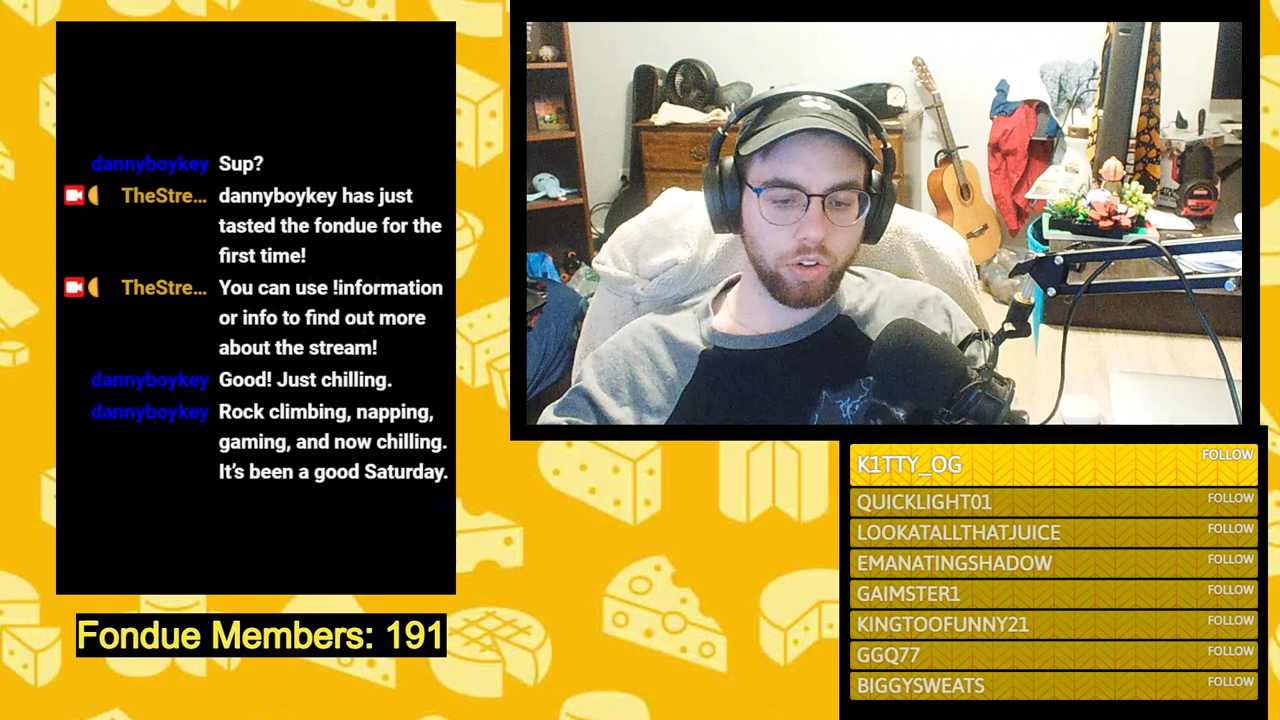 dannyboykey Sup?
TheStre... dannyboykey has just
tasted the fondue for the
first time!
TheStre... You can use !information
or info to find out more
about the stream!
dannyboykey Good! Just chilling.
dannyboykey Rock climbing, napping,
gaming, and now chilling.
It's been a good Saturday.
Fondue Members: 191
K1TTY_OG FOLLOW
QUICKLIGHT01 FOLLOW
LOOKATALLTHATJUICE FOLLOW
EMANATINGSHADOW FOLLOW
GAIMSTER1 FOLLOW
KINGTOOFUNNY21 FOLLOW
GGQ77 FOLLOW
BIGGYSWEATS FOLLOW